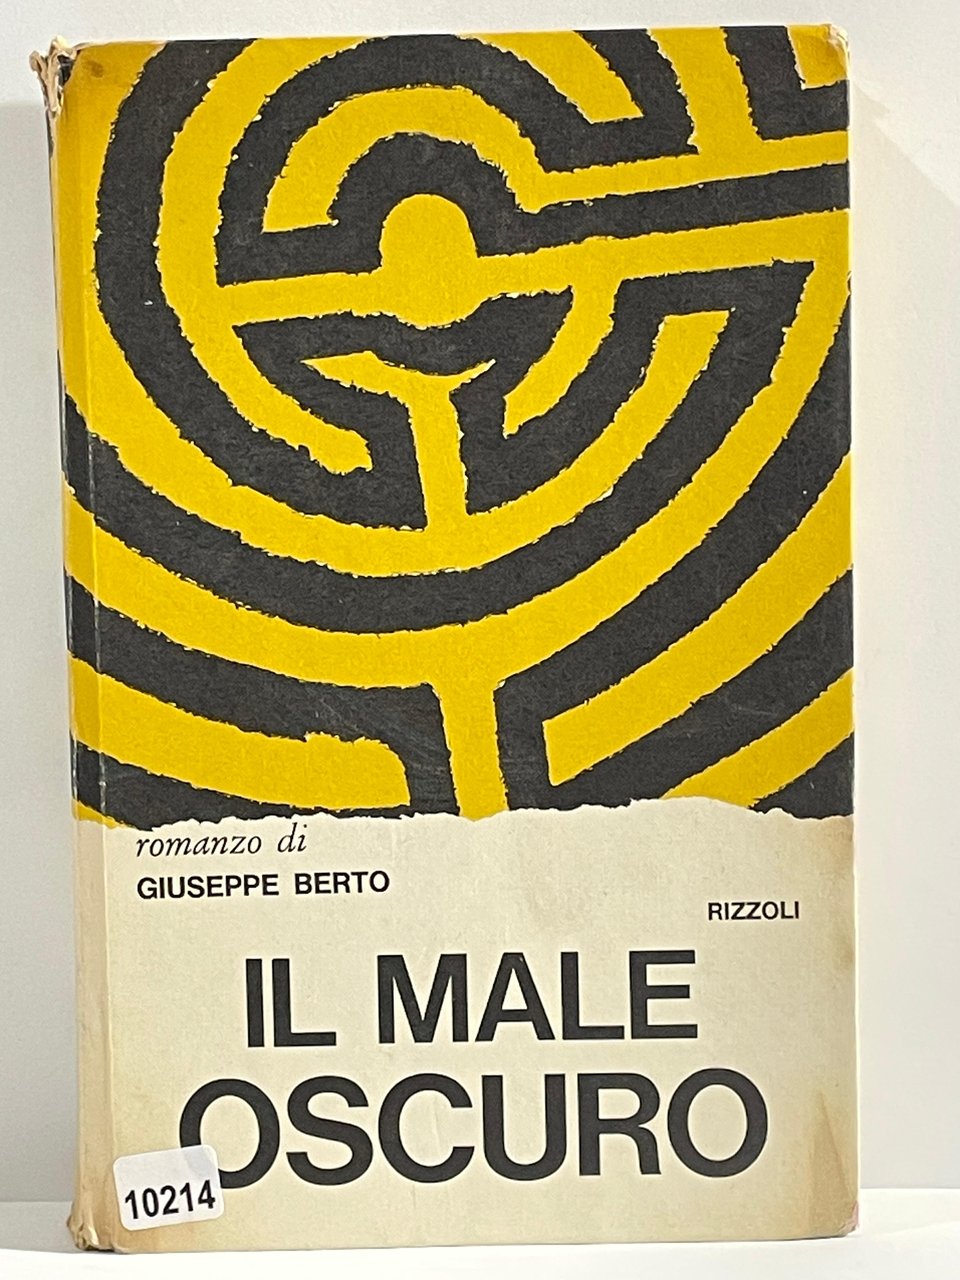 romanzo di
GIUSEPPE BERTO
RIZZOLI
IL MALE
OSCURO
10214